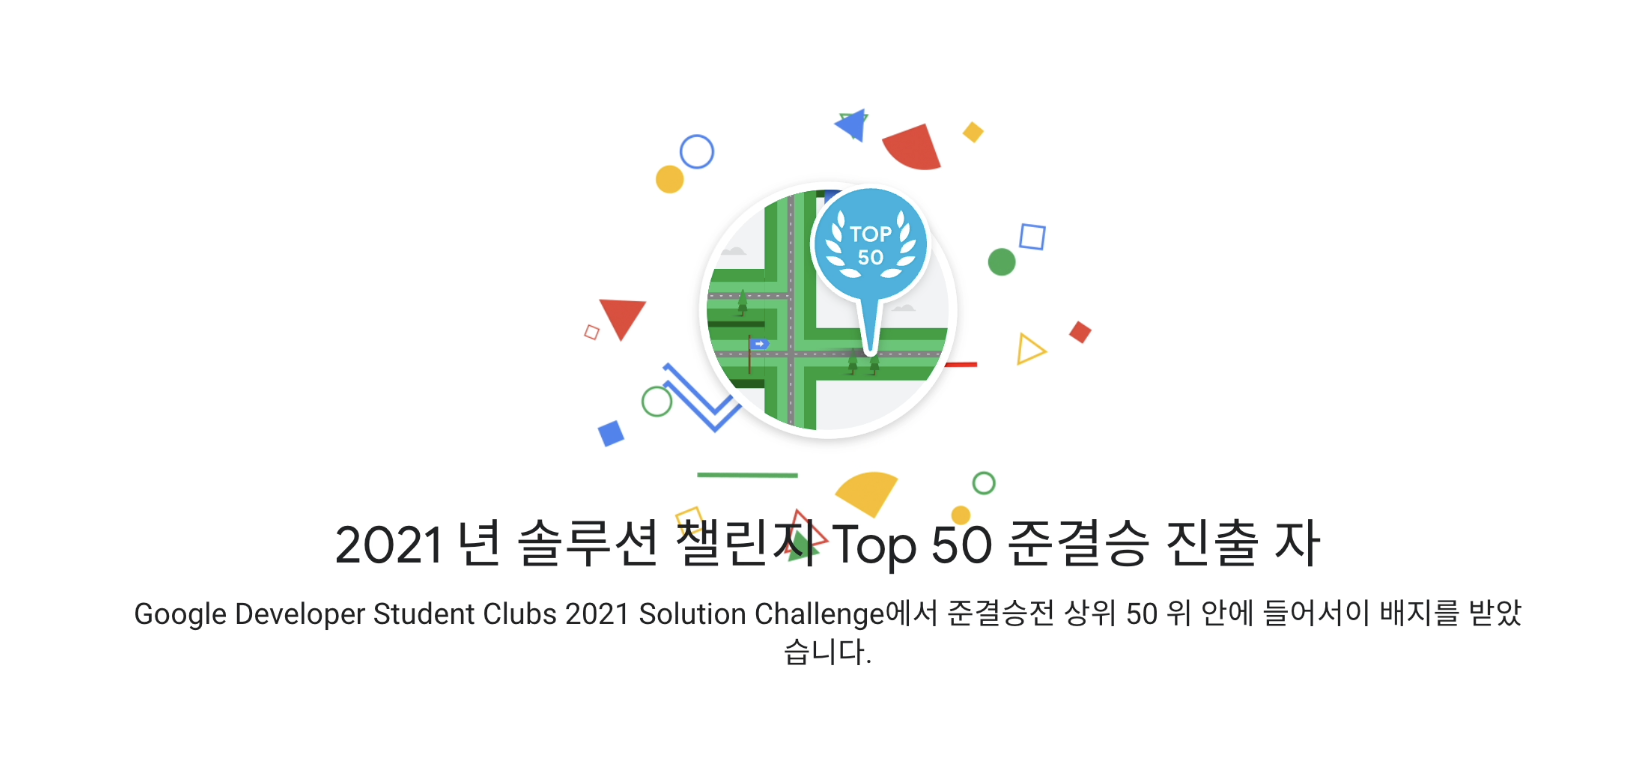 TOP
50
2021 년 솔루션 챌린지 Top 50 준결승 진출 자
Google Developer Student Clubs 2021 Solution Challenge에서 준결승전 상위 50 위 안에 들어서이 배지를 받았
습니다.